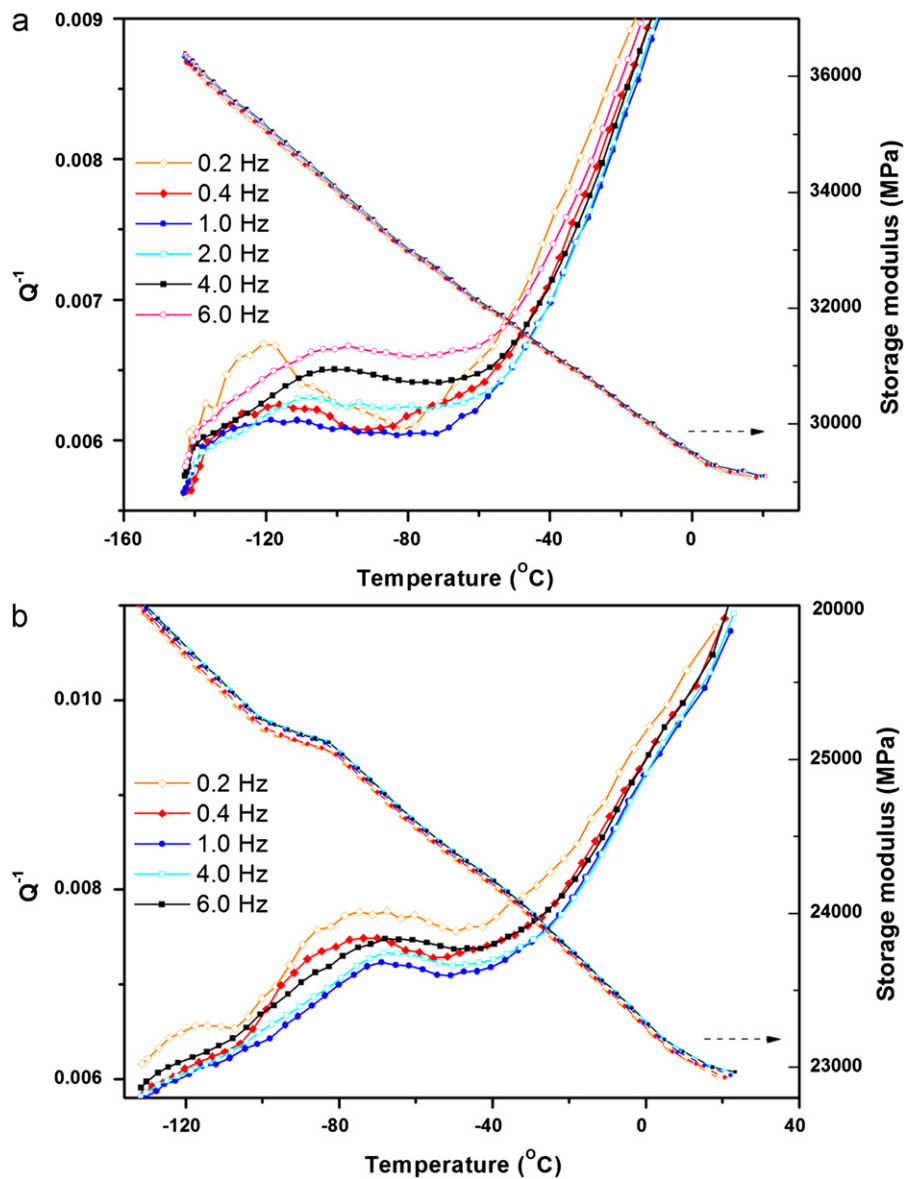 a
0.009
0.008
0.007
0.006
Q-1
36000
34000
32000
30000
Storage modulus (MPa)
0.2 Hz
0.4 Hz
1.0 Hz
2.0 Hz
4.0 Hz
6.0 Hz
-160 -120 -80 -40 0
Temperature (oC)
b
0.010
0.008
0.006
Q-1
20000
25000
24000
23000
Storage modulus (MPa)
0.2 Hz
0.4 Hz
1.0 Hz
4.0 Hz
6.0 Hz
-120 -80 -40 0 40
Temperature (oC)